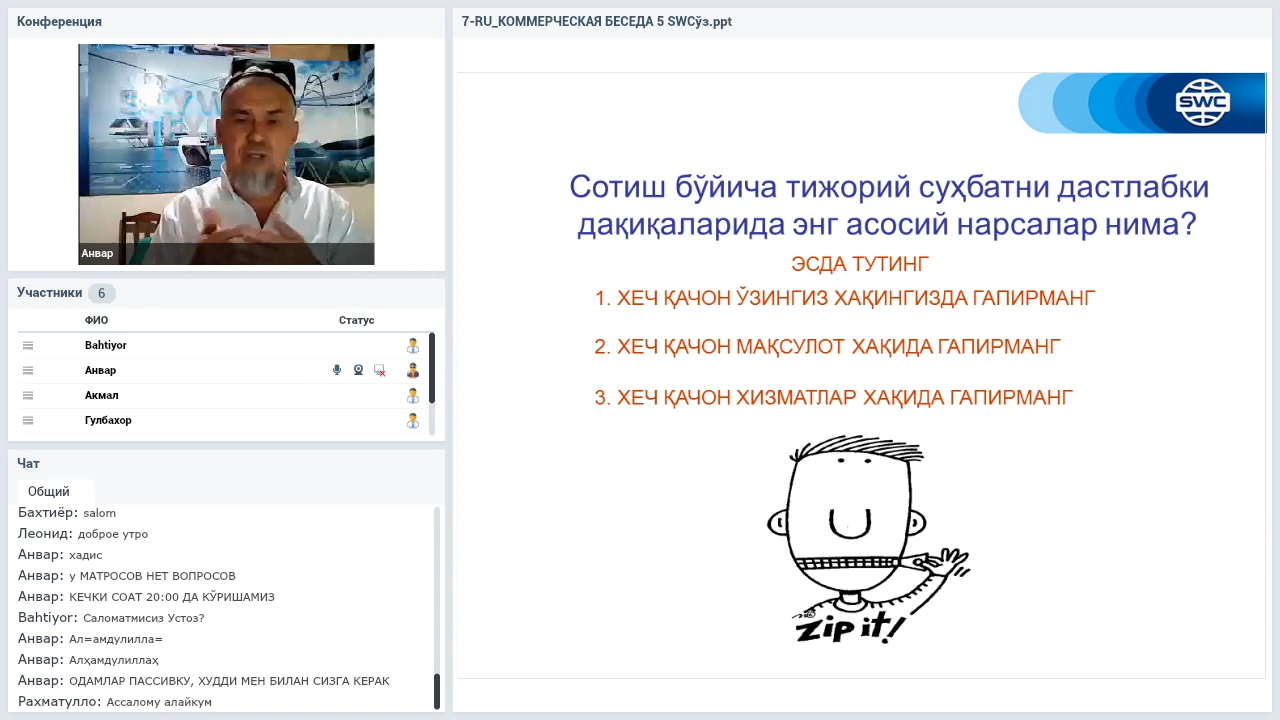 Конференция
Анвар
Участники 6
ФИО Статус
Bahtiyor
Анвар
Акмал
Гулбахор
Чат
Общий
Бахтиёр: salom
Леонид: доброе утро
Анвар: хадис
Анвар: у МАТРОСОВ НЕТ ВОПРОСОВ
Анвар: КЕЧКИ СОАТ 20:00 ДА КЎРИШАМИЗ
Bahtiyor: Саломатмисиз Устоз?
Анвар: Ал=амдулилла=
Анвар: Алҳамдулиллаҳ
Анвар: ОДАМЛАР ПАССИВКУ, ХУДДИ МЕН БИЛАН СИЗГА КЕРАК
Рахматулло: Ассалому алайкум
7-RU_КОММЕРЧЕСКАЯ БЕСЕДА 5 SWCўз.ppt
SWC
Сотиш бўйича тижорий суҳбатни дастлабки
дақиқаларида энг асосий нарсалар нима?
ЭСДА ТУТИНГ
1. ХЕЧ ҚАЧОН ЎЗИНГИЗ ХАҚИНГИЗДА ГАПИРМАНГ
2. ХЕЧ ҚАЧОН МАҚСУЛОТ ХАҚИДА ГАПИРМАНГ
3. ХЕЧ ҚАЧОН ХИЗМАТЛАР ХАҚИДА ГАПИРМАНГ
zip it!